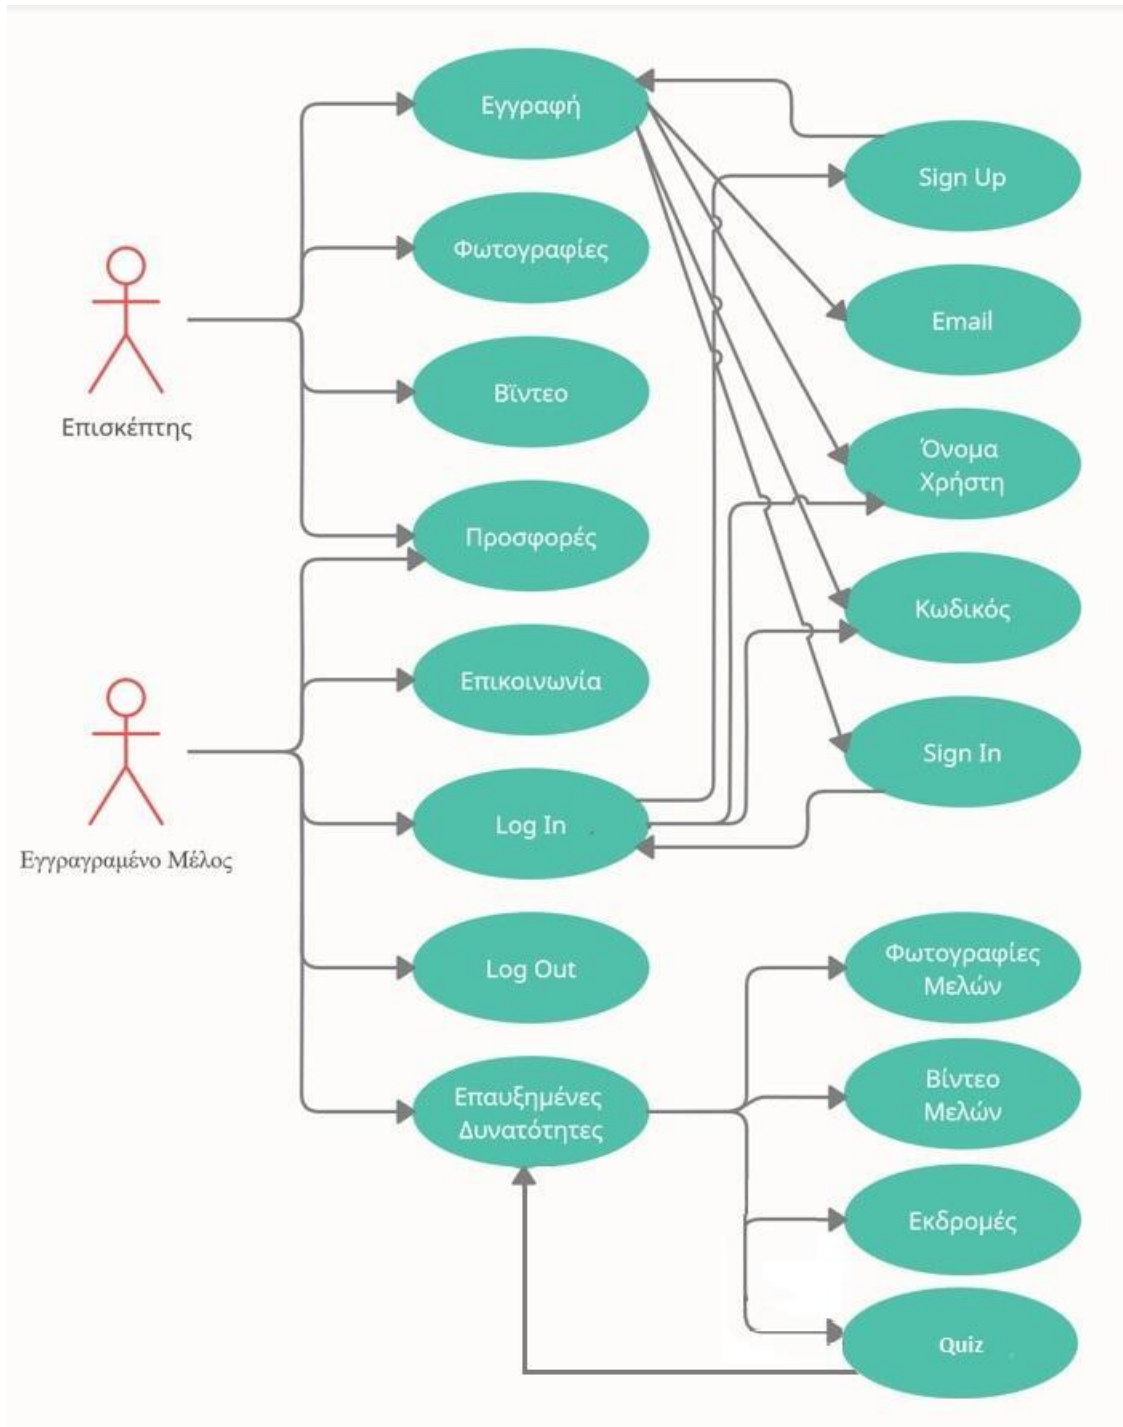 Εγγραφή
Sign Up
Φωτογραφίες
Email
Βϊντεο
Επισκέπτης
Όνομα
Χρήστη
Προσφορές
Κωδικός
Επικοινωνία
Sign In
Log In
Εγγραγραμένο Μέλος
Log Out
Φωτογραφίες
Μελών
Επαυξημένες
Δυνατότητες
Βίντεο
Μελών
Εκδρομές
Quiz